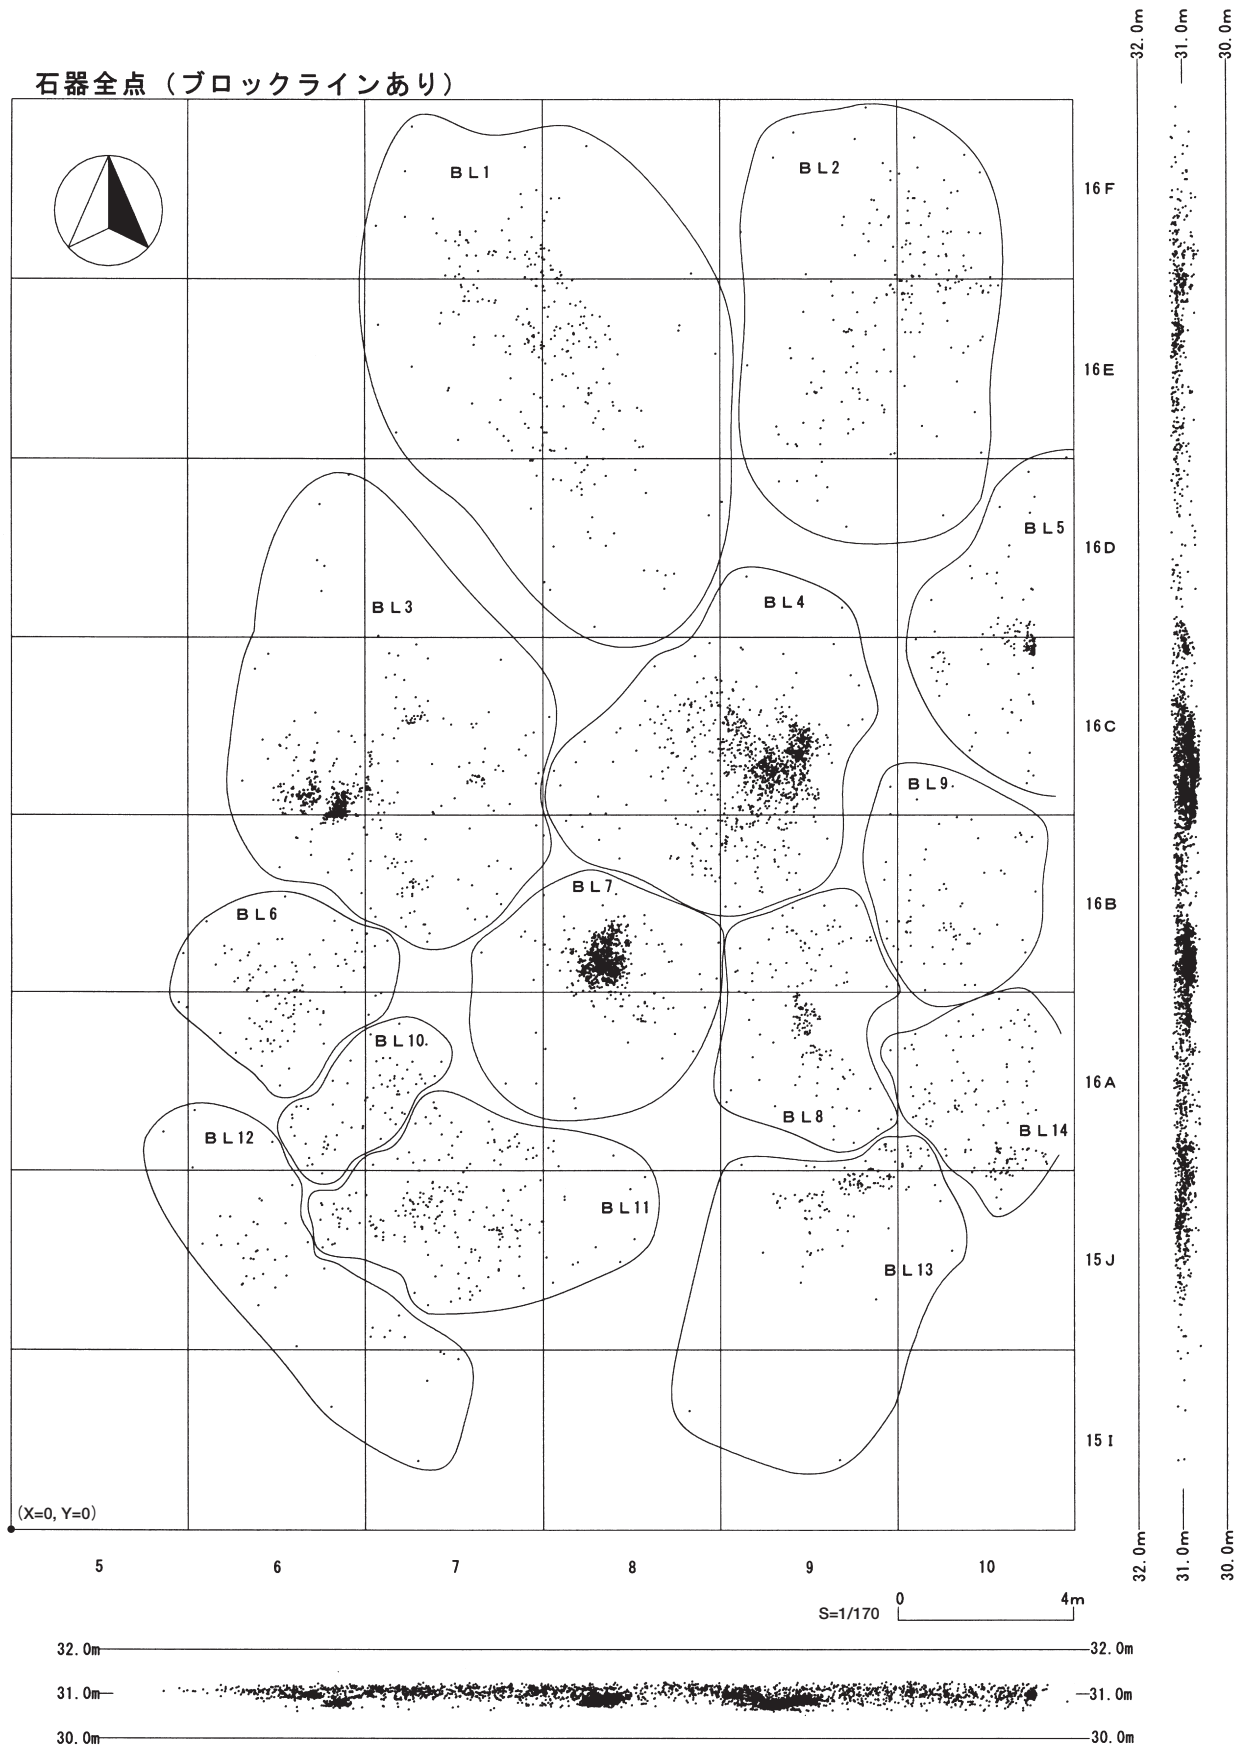 石器全点（ブロックラインあり）
32.0m
31.0m
30.0m
BL1
BL2
16F
16E
BL5
16D
BL3
BL4
16C
BL9
BL7
BL6
16B
BL10
16A
BL8
BL12
BL14
BL11
BL13
15J
15I
(X=0, Y=0)
5 6 7 8 9 10
32.0m
31.0m
30.0m
0 4m
S=1/170
32.0m 32.0m
31.0m 31.0m
30.0m 30.0m